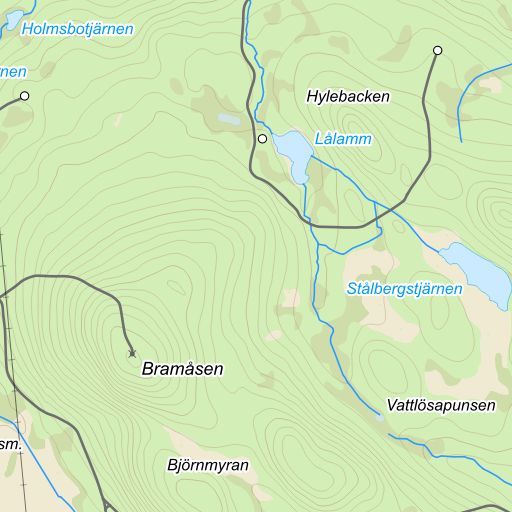 Holmsbotjärnen
rnen
Hylebacken
Lålamm
Stålbergstjärnen
Bramåsen
Vattlösapunsen
sm.
Björnmyran